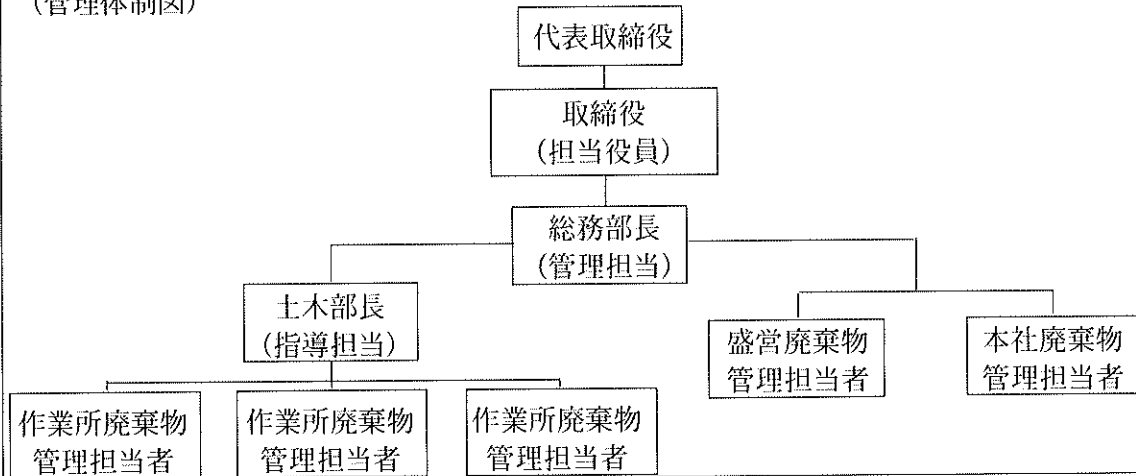 (管理体制図)
代表取締役
取締役
(担当役員)
総務部長
(管理担当)
土木部長
(指導担当)
盛営廃棄物
管理担当者
本社廃棄物
管理担当者
作業所廃棄物
管理担当者
作業所廃棄物
管理担当者
作業所廃棄物
管理担当者